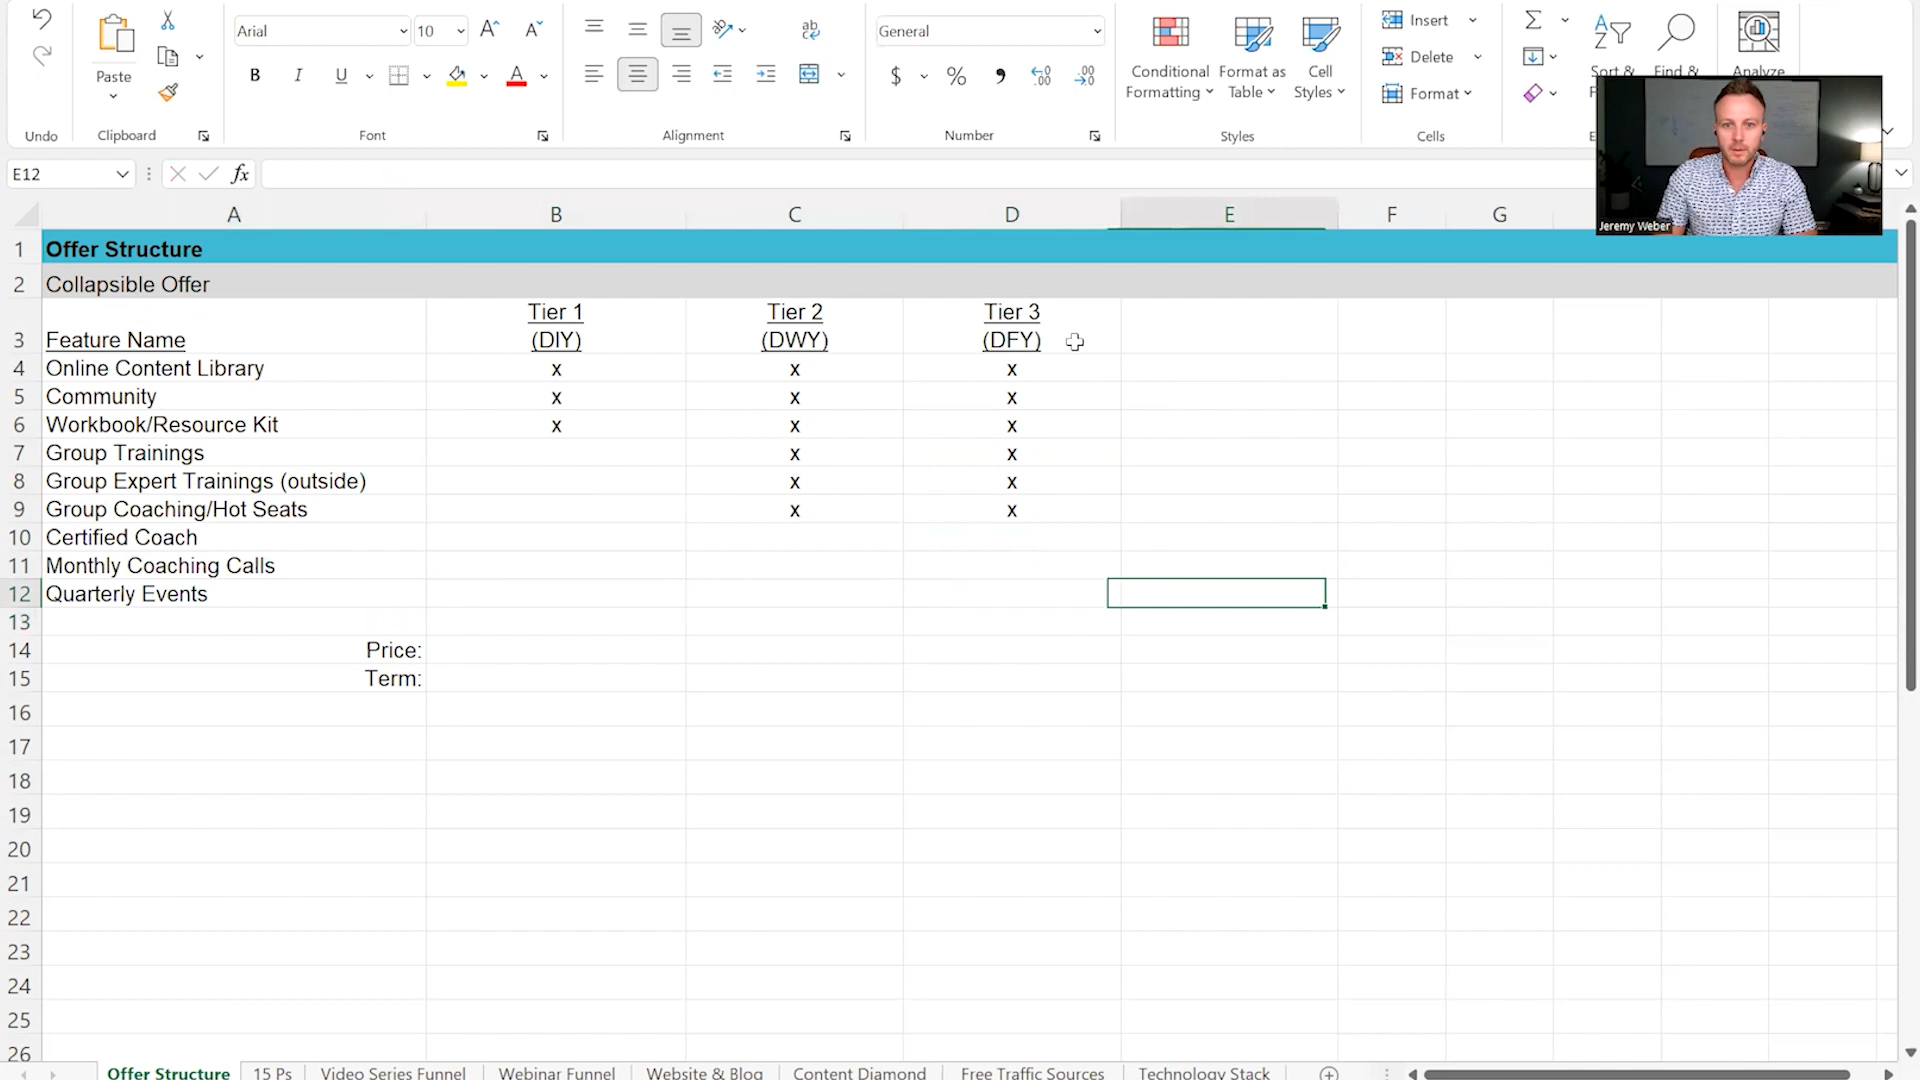 Arial 10 General
Insert
Delete
Format
Paste
Conditional Formatting
Format as Table
Cell Styles
Sort &
Find &
Analyze
Undo Clipboard Font Alignment Number Styles Cells
E12 fx
Jeremy Weber
A B C D E F G
1 Offer Structure
2 Collapsible Offer
Tier 1 Tier 2 Tier 3
3 Feature Name (DIY) (DWY) (DFY)
4 Online Content Library x x x
5 Community x x x
6 Workbook/Resource Kit x x x
7 Group Trainings x x
8 Group Expert Trainings (outside) x x
9 Group Coaching/Hot Seats x x
10 Certified Coach
11 Monthly Coaching Calls
12 Quarterly Events
13
14 Price:
15 Term:
16
17
18
19
20
21
22
23
24
25
26
Offer Structure 15 Ps Video Series Funnel Webinar Funnel Website & Blog Content Diamond Free Traffic Sources Technology Stack